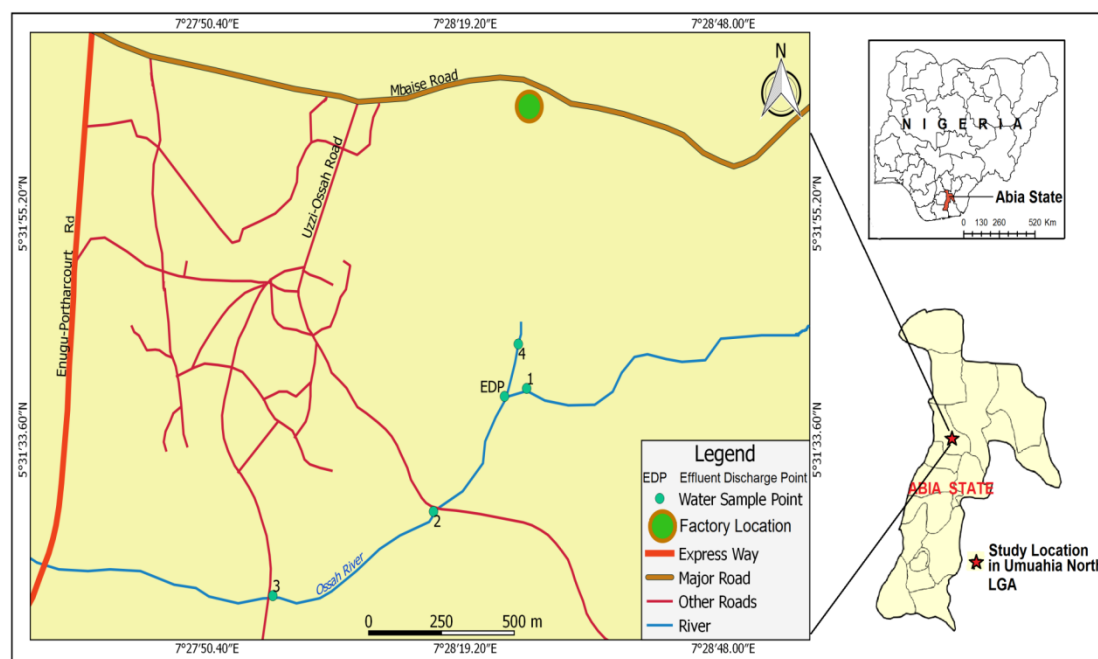 7°27′50.40″E 7°28′19.20″E 7°28′48.00″E
N
Mbaise Road
Uzzi-Ossah Road
Enugu-Portharcourt Rd
5°31′55.20″N
5°31′55.20″N
5°31′33.60″N
5°31′33.60″N
4
EDP
1
2
3
Ossah River
0 250 500 m
Legend
EDP Effluent Discharge Point
Water Sample Point
Factory Location
Express Way
Major Road
Other Roads
River
7°27′50.40″E 7°28′19.20″E 7°28′48.00″E
NIGERIA
Abia State
0 130 260 520 Km
ABIA STATE
Study Location
in Umuahia North
LGA